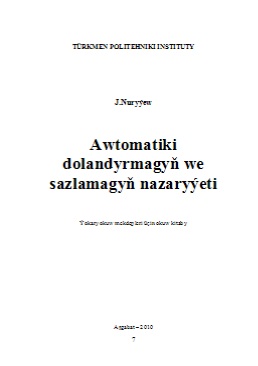 TÜRKMEN POLITEHNIKI INSTITUTY
J.Nuryýew
Awtomatiki
dolandyrmagyň we
sazlamagyň nazaryýeti
Ýokary okuw mekdepleri üçin okuw kitaby
Aşgabat – 2010
7